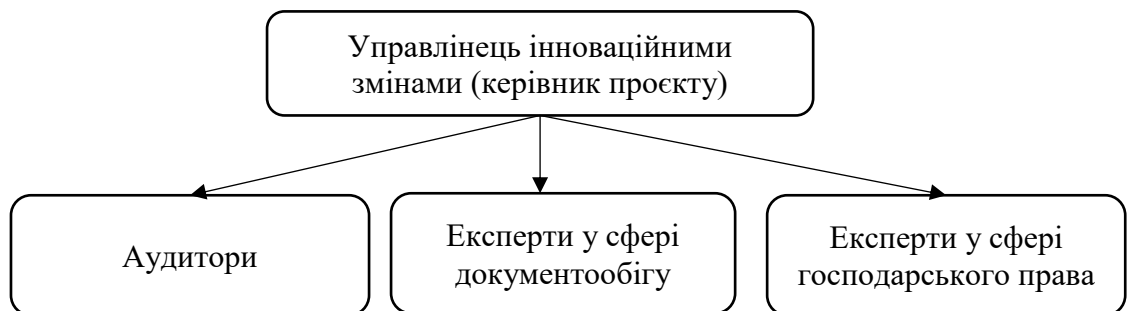 Управлінець інноваційними
змінами (керівник проєкту)
Аудитори
Експерти у сфері
документообігу
Експерти у сфері
господарського права